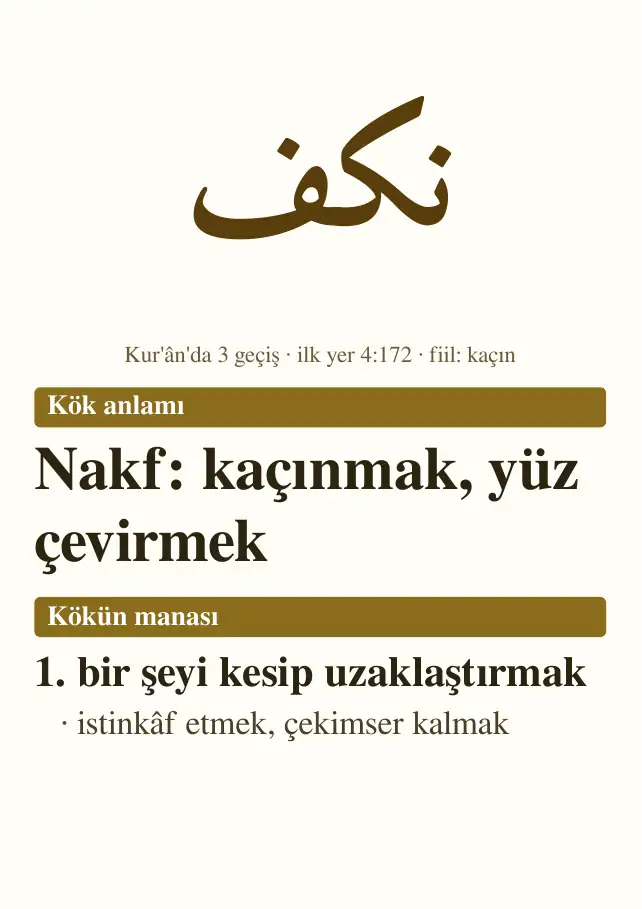 نكف
Kur'ân'da 3 geçiş · ilk yer 4:172 · fiil: kaçın
Kök anlamı
Nakf: kaçınmak, yüz
çevirmek
Kökün manası
1. bir şeyi kesip uzaklaştırmak
· istinkâf etmek, çekimser kalmak